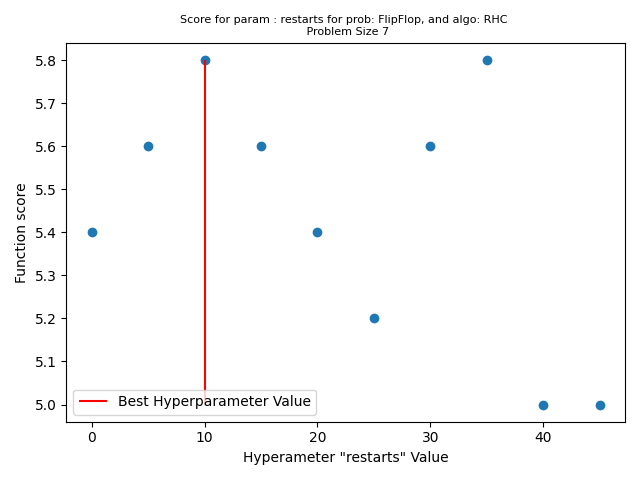 Score for param : restarts for prob: FlipFlop, and algo: RHC
Problem Size 7
5.8
5.7
5.6
5.5
5.4
5.3
5.2
5.1
5.0
Function score
Best Hyperparameter Value
0 10 20 30 40
Hyperameter "restarts" Value